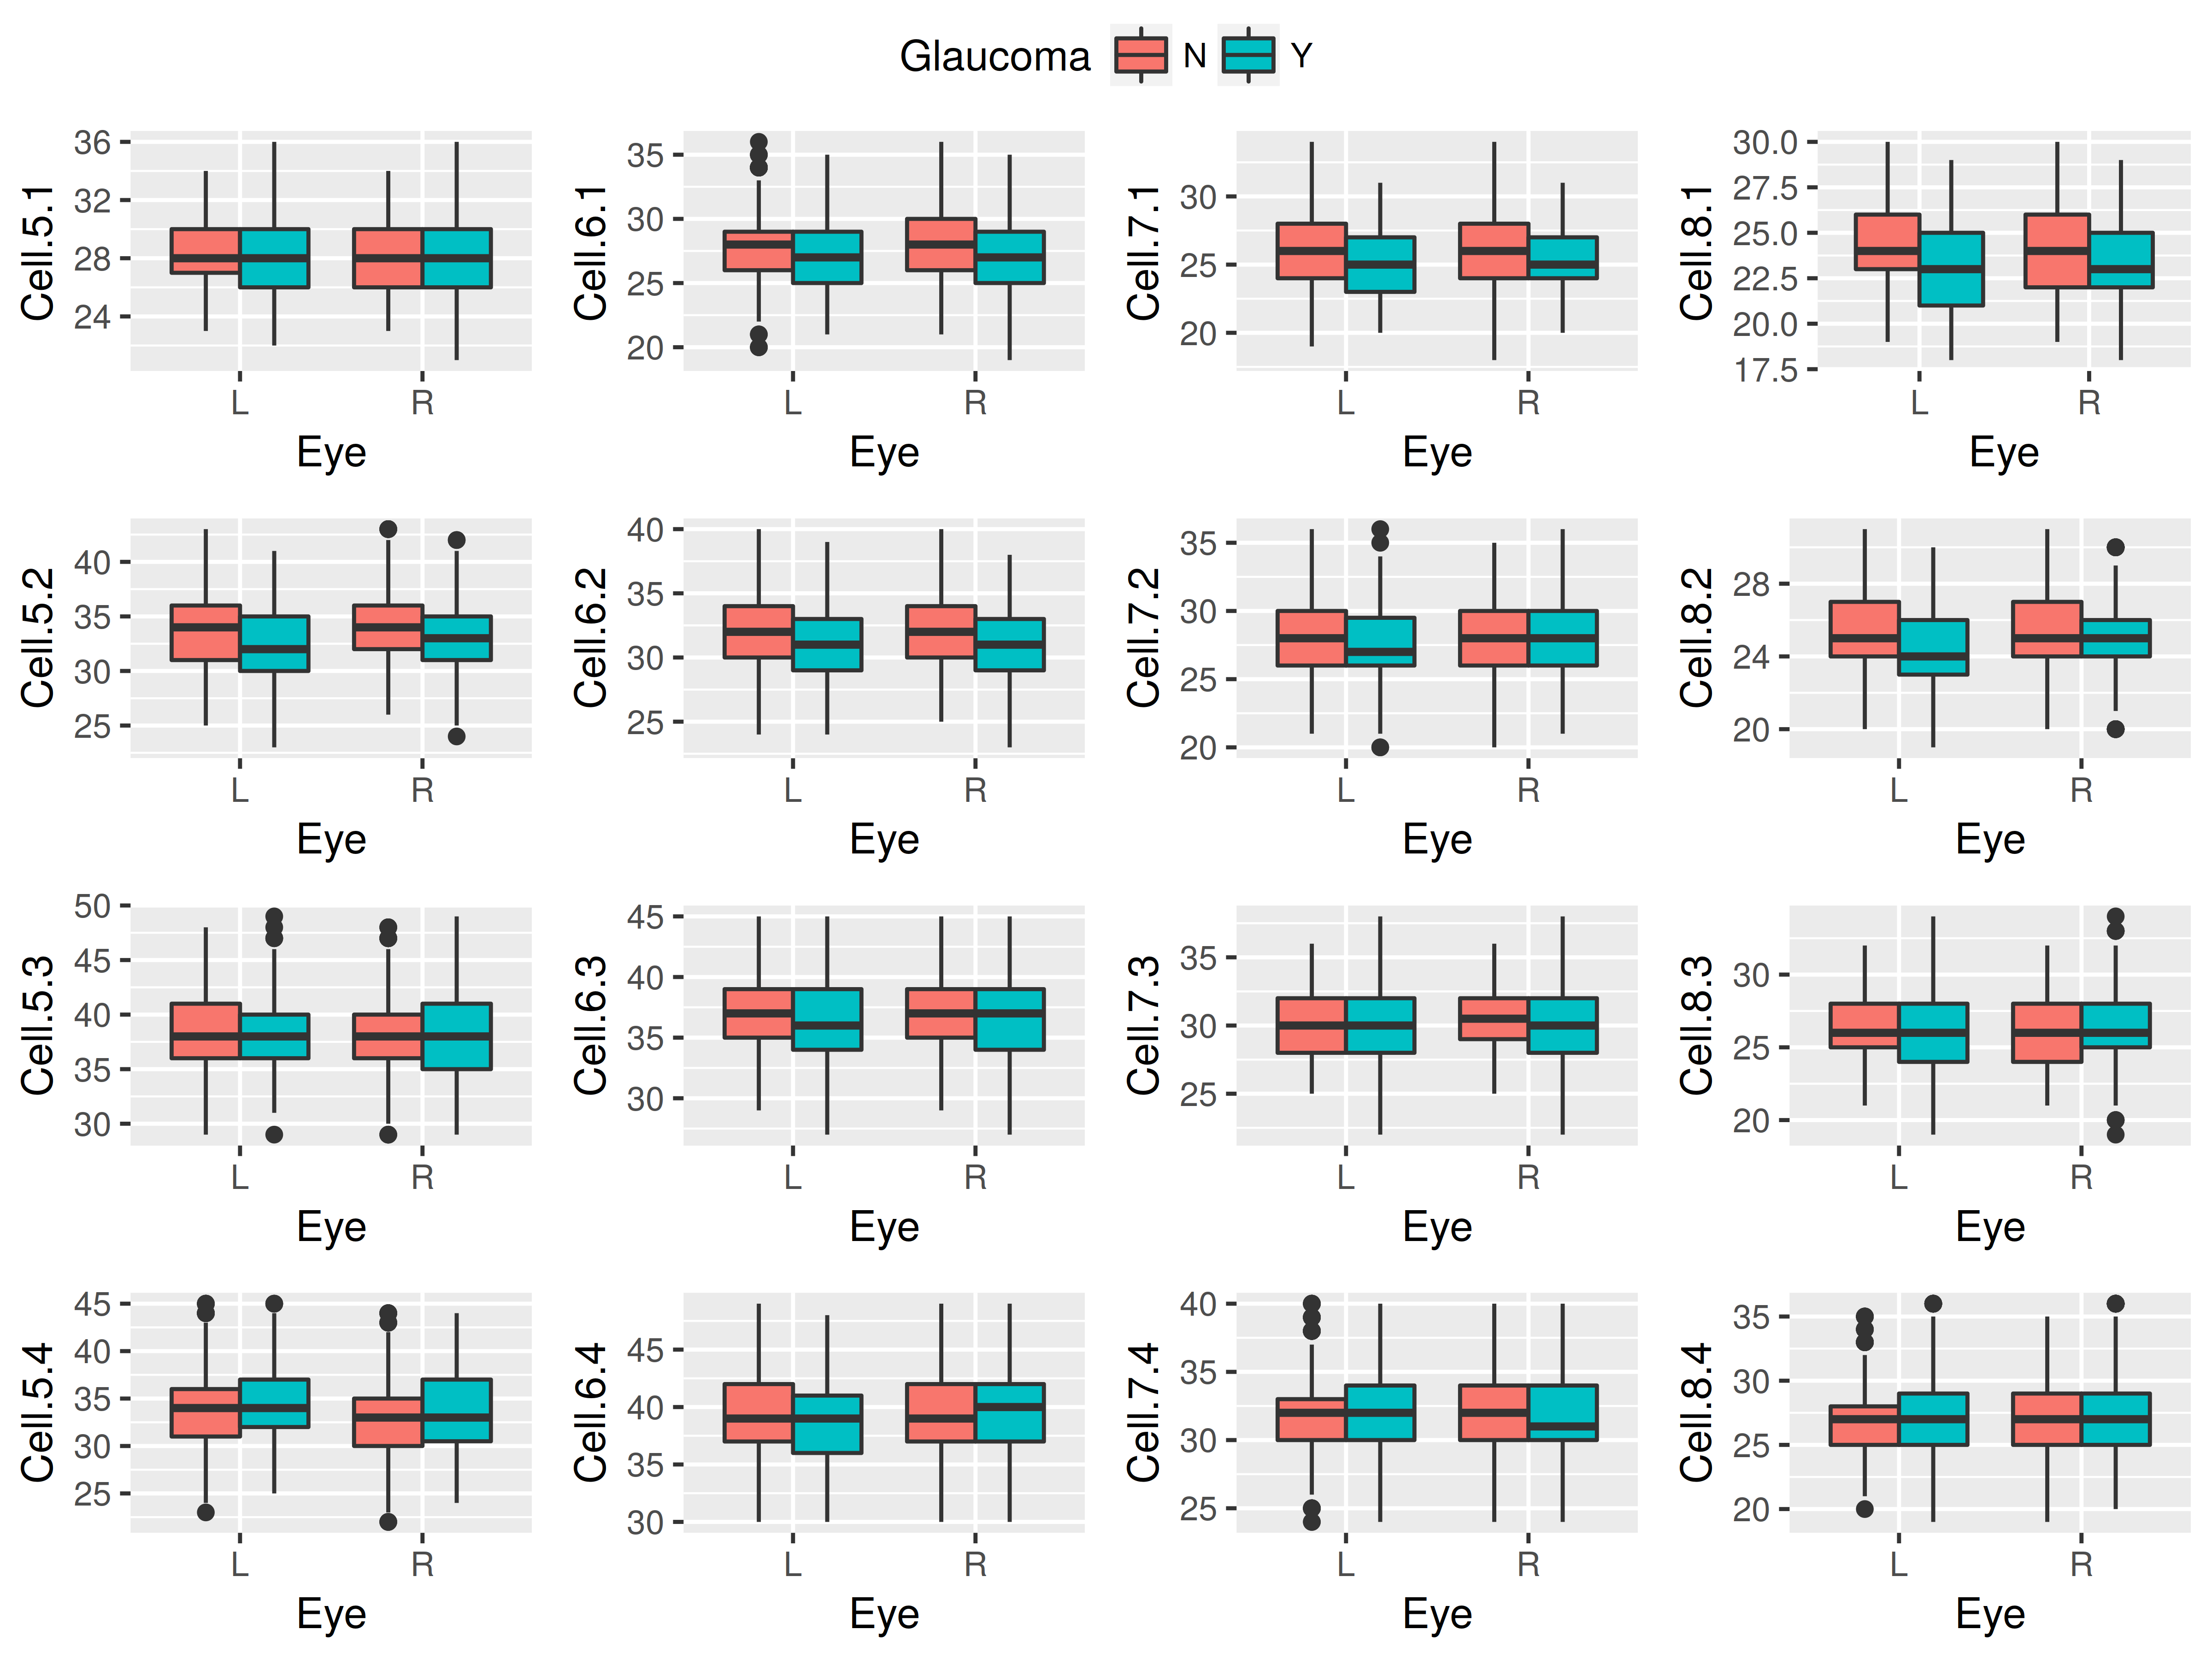 Glaucoma N Y
Cell.5.1
36
32
28
24
L R
Eye
Cell.6.1
35
30
25
20
L R
Eye
Cell.7.1
30
25
20
L R
Eye
Cell.8.1
30.0
27.5
25.0
22.5
20.0
17.5
L R
Eye
Cell.5.2
40
35
30
25
L R
Eye
Cell.6.2
40
35
30
25
L R
Eye
Cell.7.2
35
30
25
20
L R
Eye
Cell.8.2
28
24
20
L R
Eye
Cell.5.3
50
45
40
35
30
L R
Eye
Cell.6.3
45
40
35
30
L R
Eye
Cell.7.3
35
30
25
L R
Eye
Cell.8.3
30
25
20
L R
Eye
Cell.5.4
45
40
35
30
25
L R
Eye
Cell.6.4
45
40
35
30
L R
Eye
Cell.7.4
40
35
30
25
L R
Eye
Cell.8.4
35
30
25
20
L R
Eye